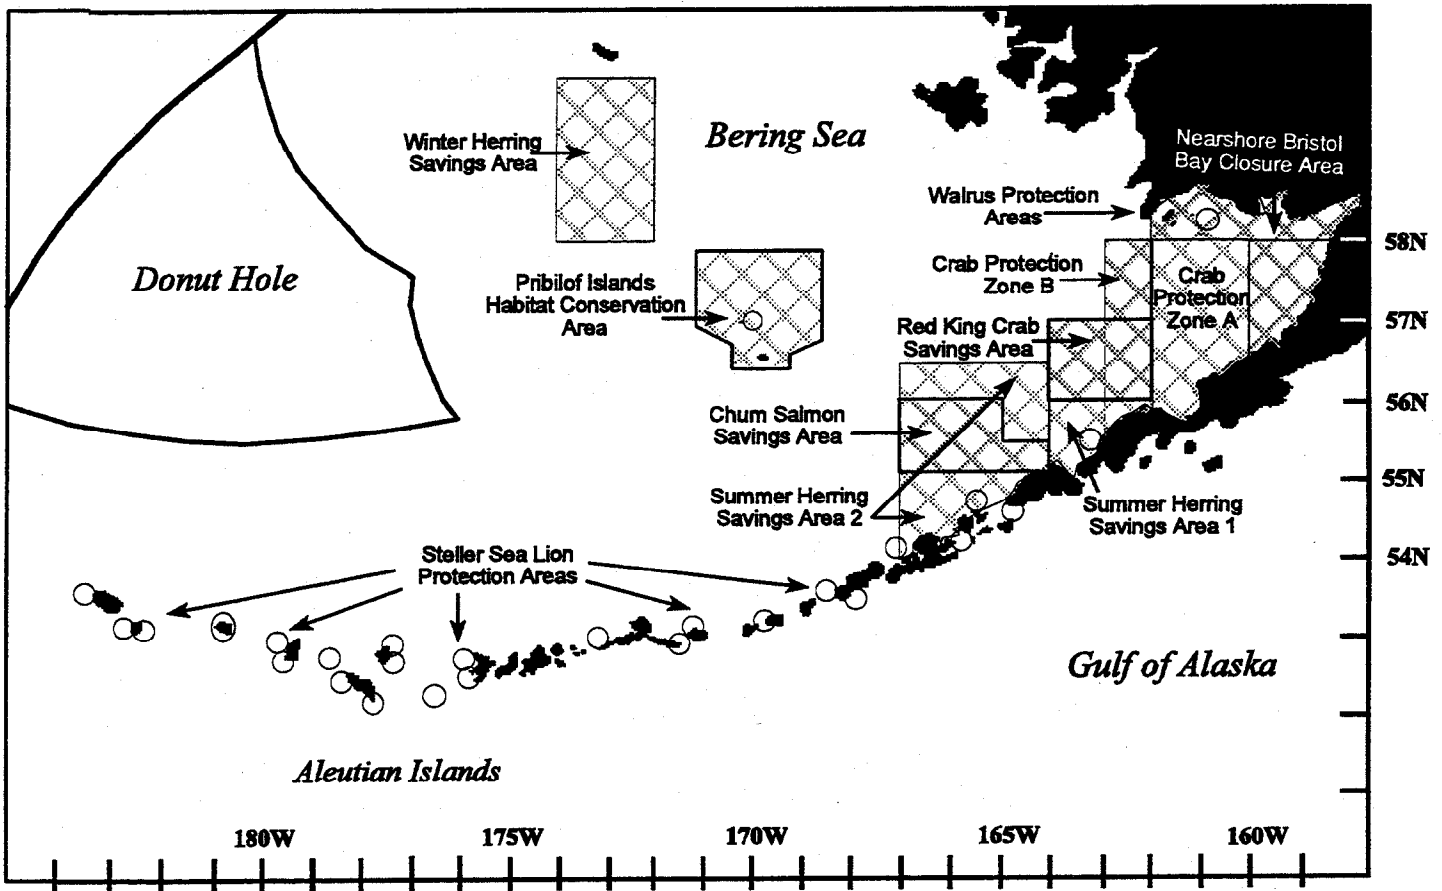 Bering Sea
Nearshore Bristol
Bay Closure Area
Winter Herring
Savings Area
Walrus Protection
Areas
58N
Donut Hole
Crab Protection
Zone B
Crab
Protection
Zone A
Pribilof Islands
Habitat Conservation
Area
57N
Red King Crab
Savings Area
56N
Chum Salmon
Savings Area
55N
Summer Herring
Savings Area 2
Summer Herring
Savings Area 1
54N
Steller Sea Lion
Protection Areas
Gulf of Alaska
Aleutian Islands
180W
175W
170W
165W
160W